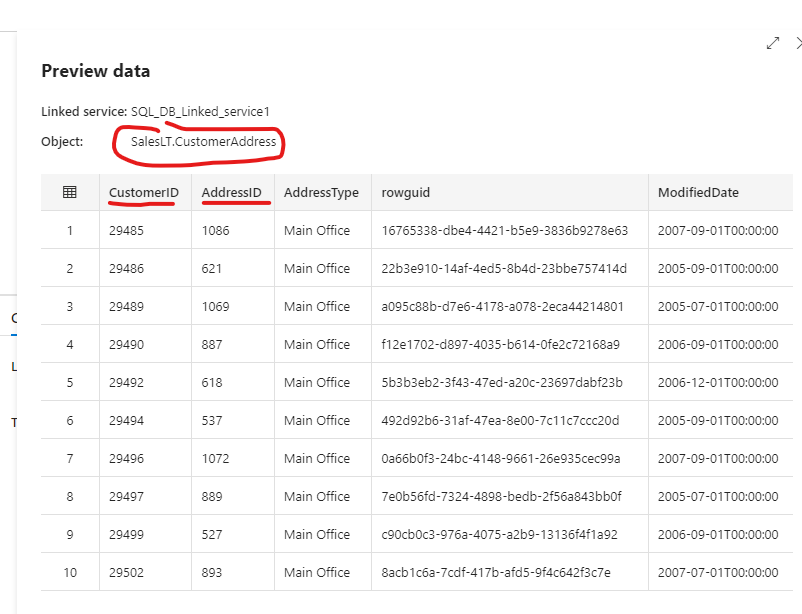 Preview data
Linked service: SQL_DB_Linked_service1
Object: SalesLT.CustomerAddress
CustomerID AddressID AddressType rowguid ModifiedDate
1 29485 1086 Main Office 16765338-dbe4-4421-b5e9-3836b9278e63 2007-09-01T00:00:00
2 29486 621 Main Office 22b3e910-14af-4ed5-8b4d-23bbe757414d 2005-09-01T00:00:00
3 29489 1069 Main Office a095c88b-d7e6-4178-a078-2eca44214801 2005-07-01T00:00:00
4 29490 887 Main Office f12e1702-d897-4035-b614-0fe2c72168a9 2006-09-01T00:00:00
5 29492 618 Main Office 5b3b3eb2-3f43-47ed-a20c-23697dabf23b 2006-12-01T00:00:00
6 29494 537 Main Office 492d92b6-31af-47ea-8e00-7c11c7ccc20d 2005-09-01T00:00:00
7 29496 1072 Main Office 0a66b0f3-24bc-4148-9661-26e935cec99a 2007-09-01T00:00:00
8 29497 889 Main Office 7e0b56fd-7324-4898-bedb-2f56a843bb0f 2005-07-01T00:00:00
9 29499 527 Main Office c90cb0c3-976a-4075-a2b9-13136f4f1a92 2006-09-01T00:00:00
10 29502 893 Main Office 8acb1c6a-7cdf-417b-afd5-9f4c642f3c7e 2007-07-01T00:00:00